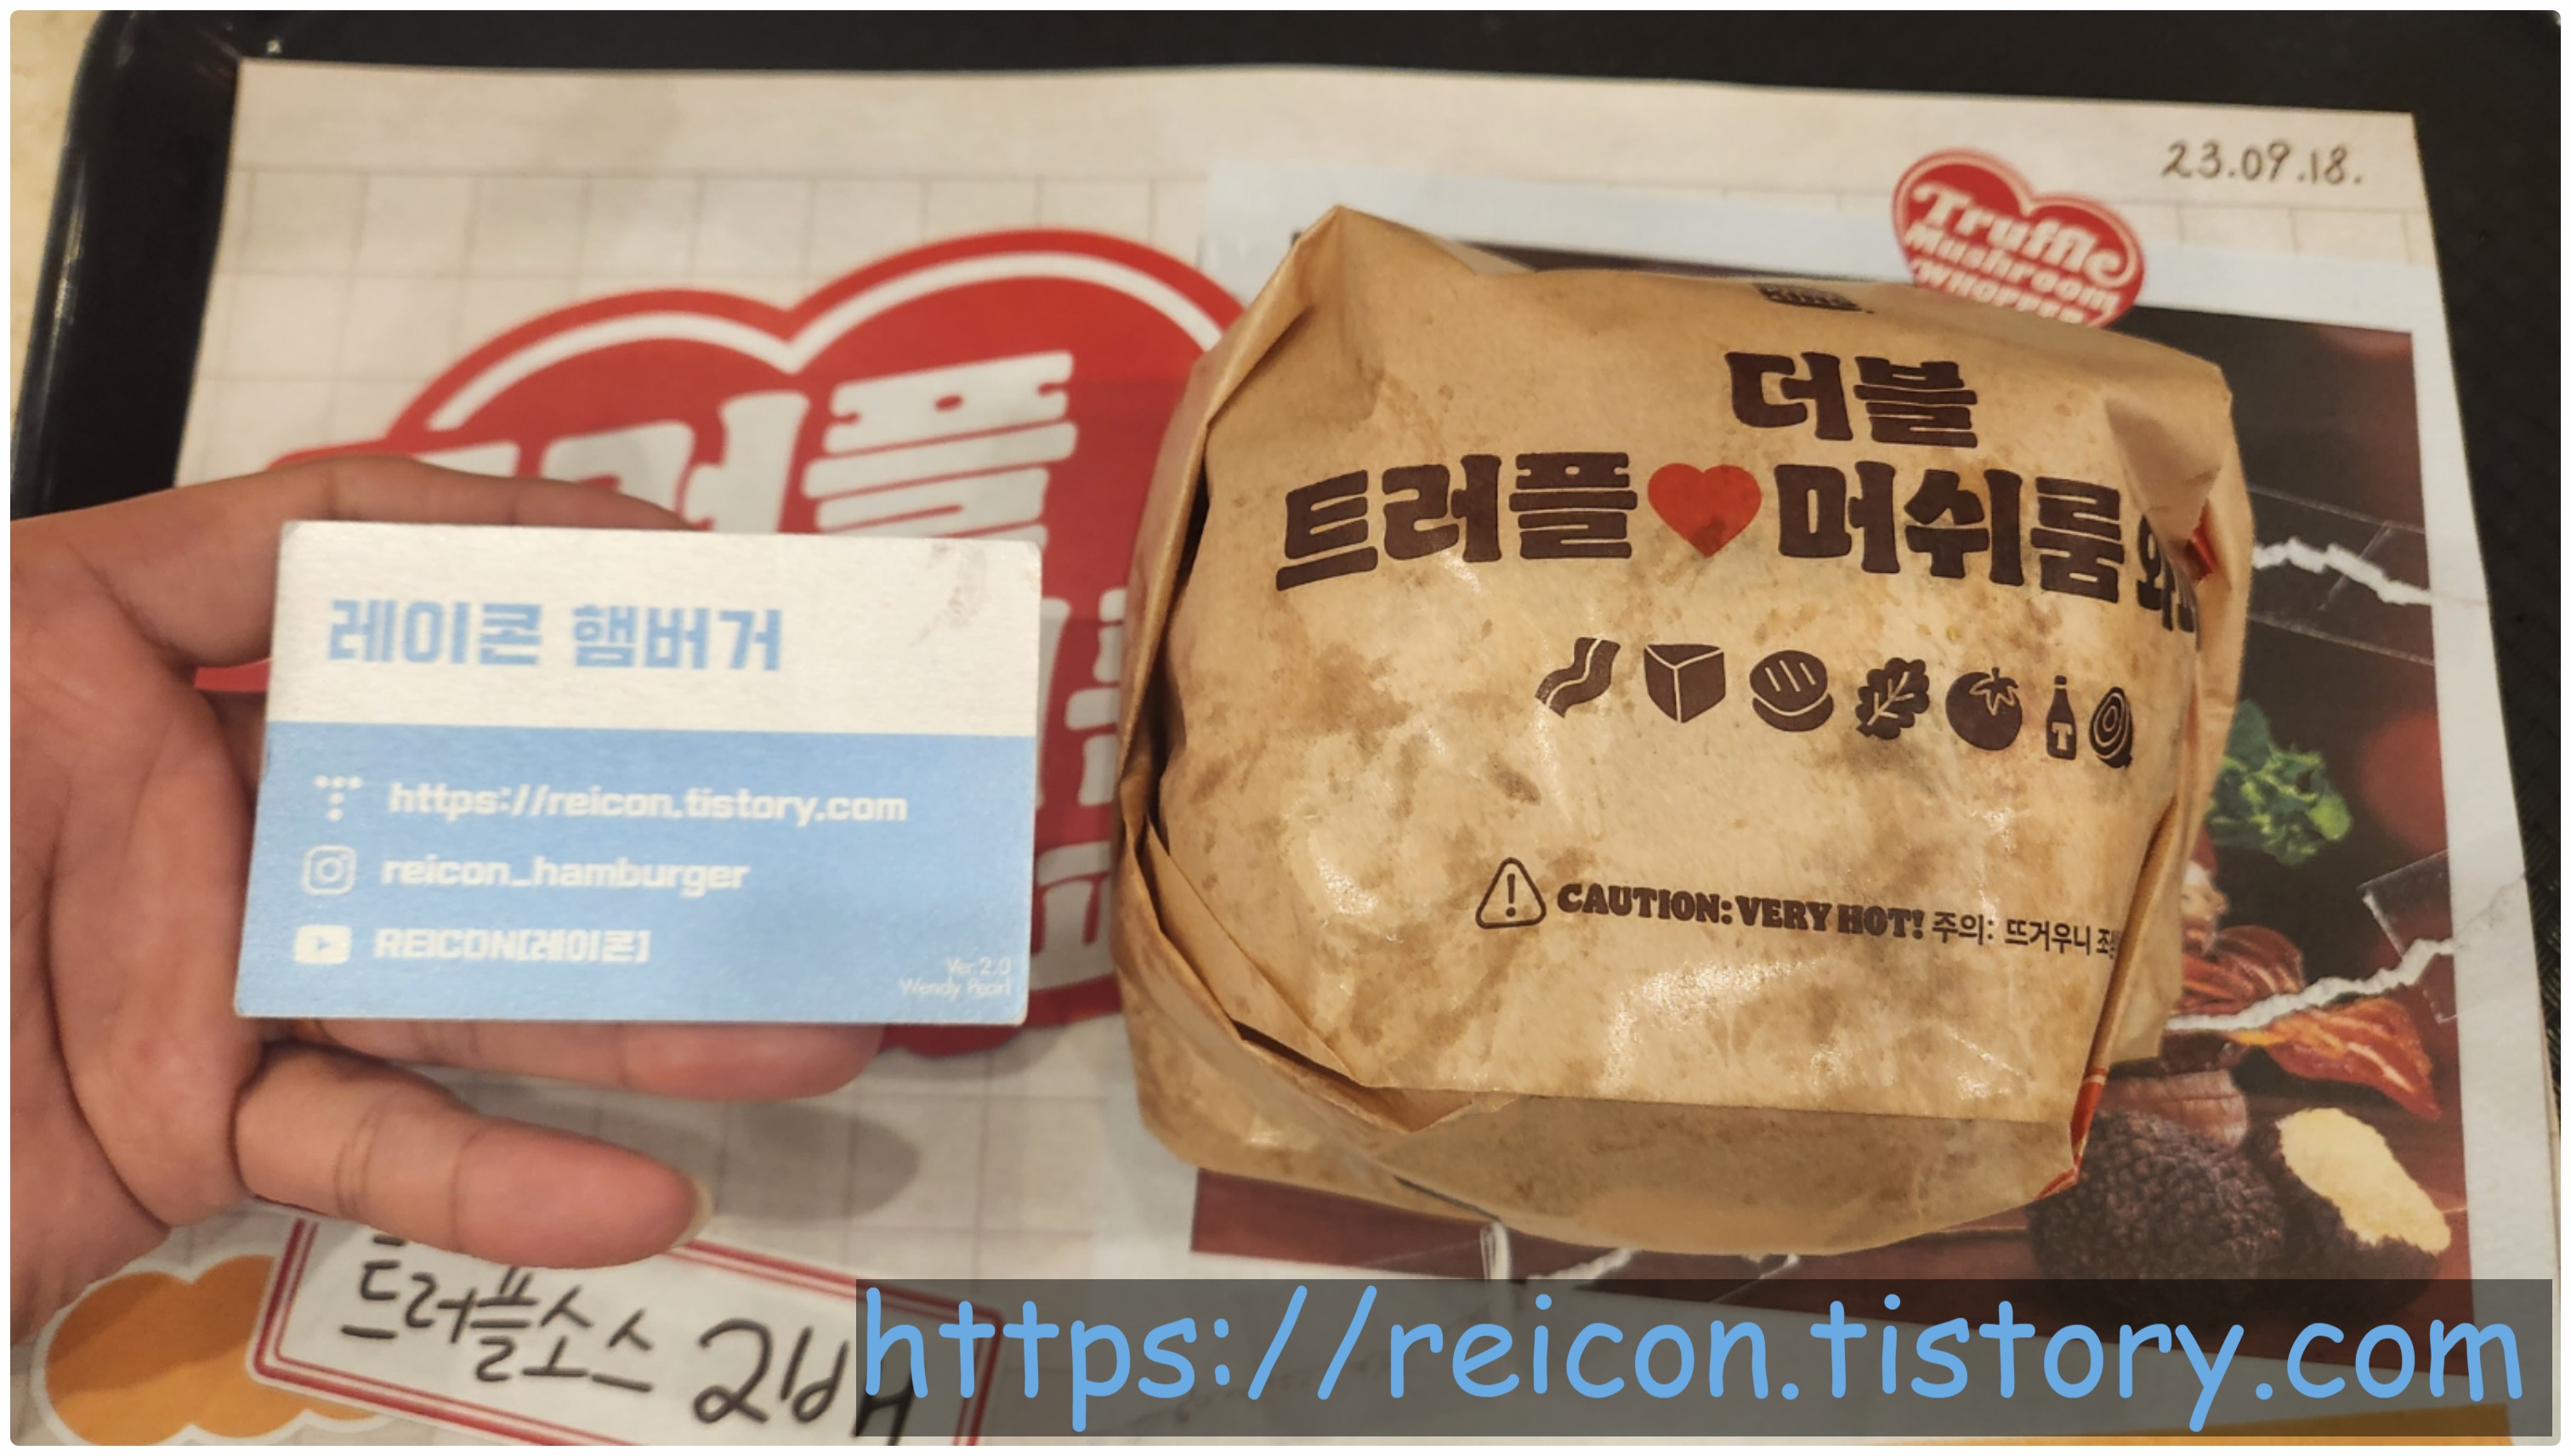 23.09.18.
Truffle
Mushroom
WHOPPER
더블
트러플 머쉬룸
CAUTION: VERY HOT! 주의: 뜨거우니
레이콘 햄버거
https://reicon.tistory.com
reicon_hamburger
REICON[레이콘]
Ver.2.0
Wendy Pearl
트러플소스 2배
https://reicon.tistory.com